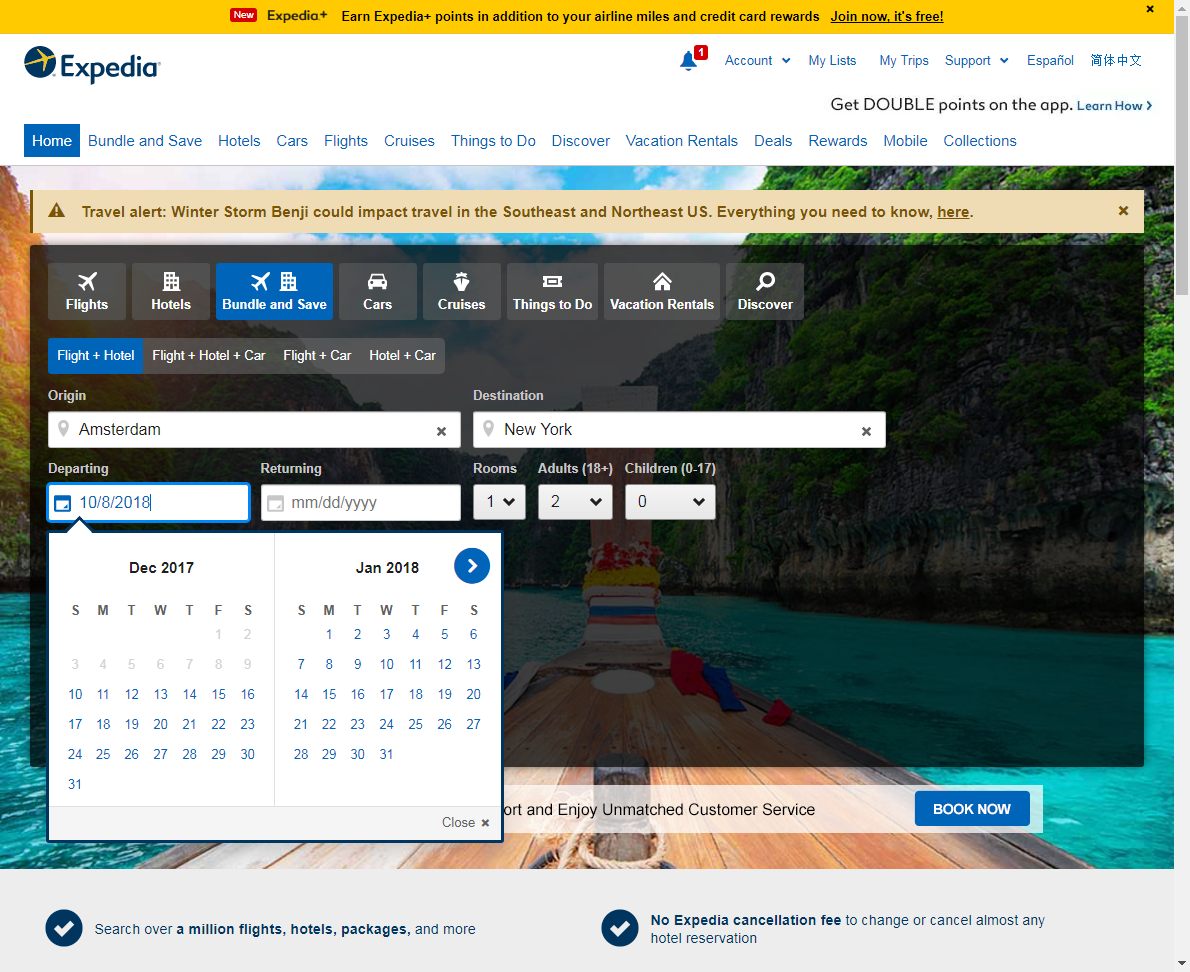 New Expedia+ Earn Expedia+ points in addition to your airline miles and credit card rewards Join now, it's free!
Expedia
1 Account My Lists My Trips Support Español 简体中文
Get DOUBLE points on the app. Learn How
Home Bundle and Save Hotels Cars Flights Cruises Things to Do Discover Vacation Rentals Deals Rewards Mobile Collections
Travel alert: Winter Storm Benji could impact travel in the Southeast and Northeast US. Everything you need to know, here.
Flights Hotels Bundle and Save Cars Cruises Things to Do Vacation Rentals Discover
Flight + Hotel Flight + Hotel + Car Flight + Car Hotel + Car
Origin Destination
Amsterdam New York
Departing Returning Rooms Adults (18+) Children (0-17)
10/8/2018 mm/dd/yyyy 1 2 0
Dec 2017 Jan 2018
S M T W T F S S M T W T F S
1 2 1 2 3 4 5 6
3 4 5 6 7 8 9 7 8 9 10 11 12 13
10 11 12 13 14 15 16 14 15 16 17 18 19 20
17 18 19 20 21 22 23 21 22 23 24 25 26 27
24 25 26 27 28 29 30 28 29 30 31
31
ort and Enjoy Unmatched Customer Service BOOK NOW
Close
Search over a million flights, hotels, packages, and more
No Expedia cancellation fee to change or cancel almost any
hotel reservation